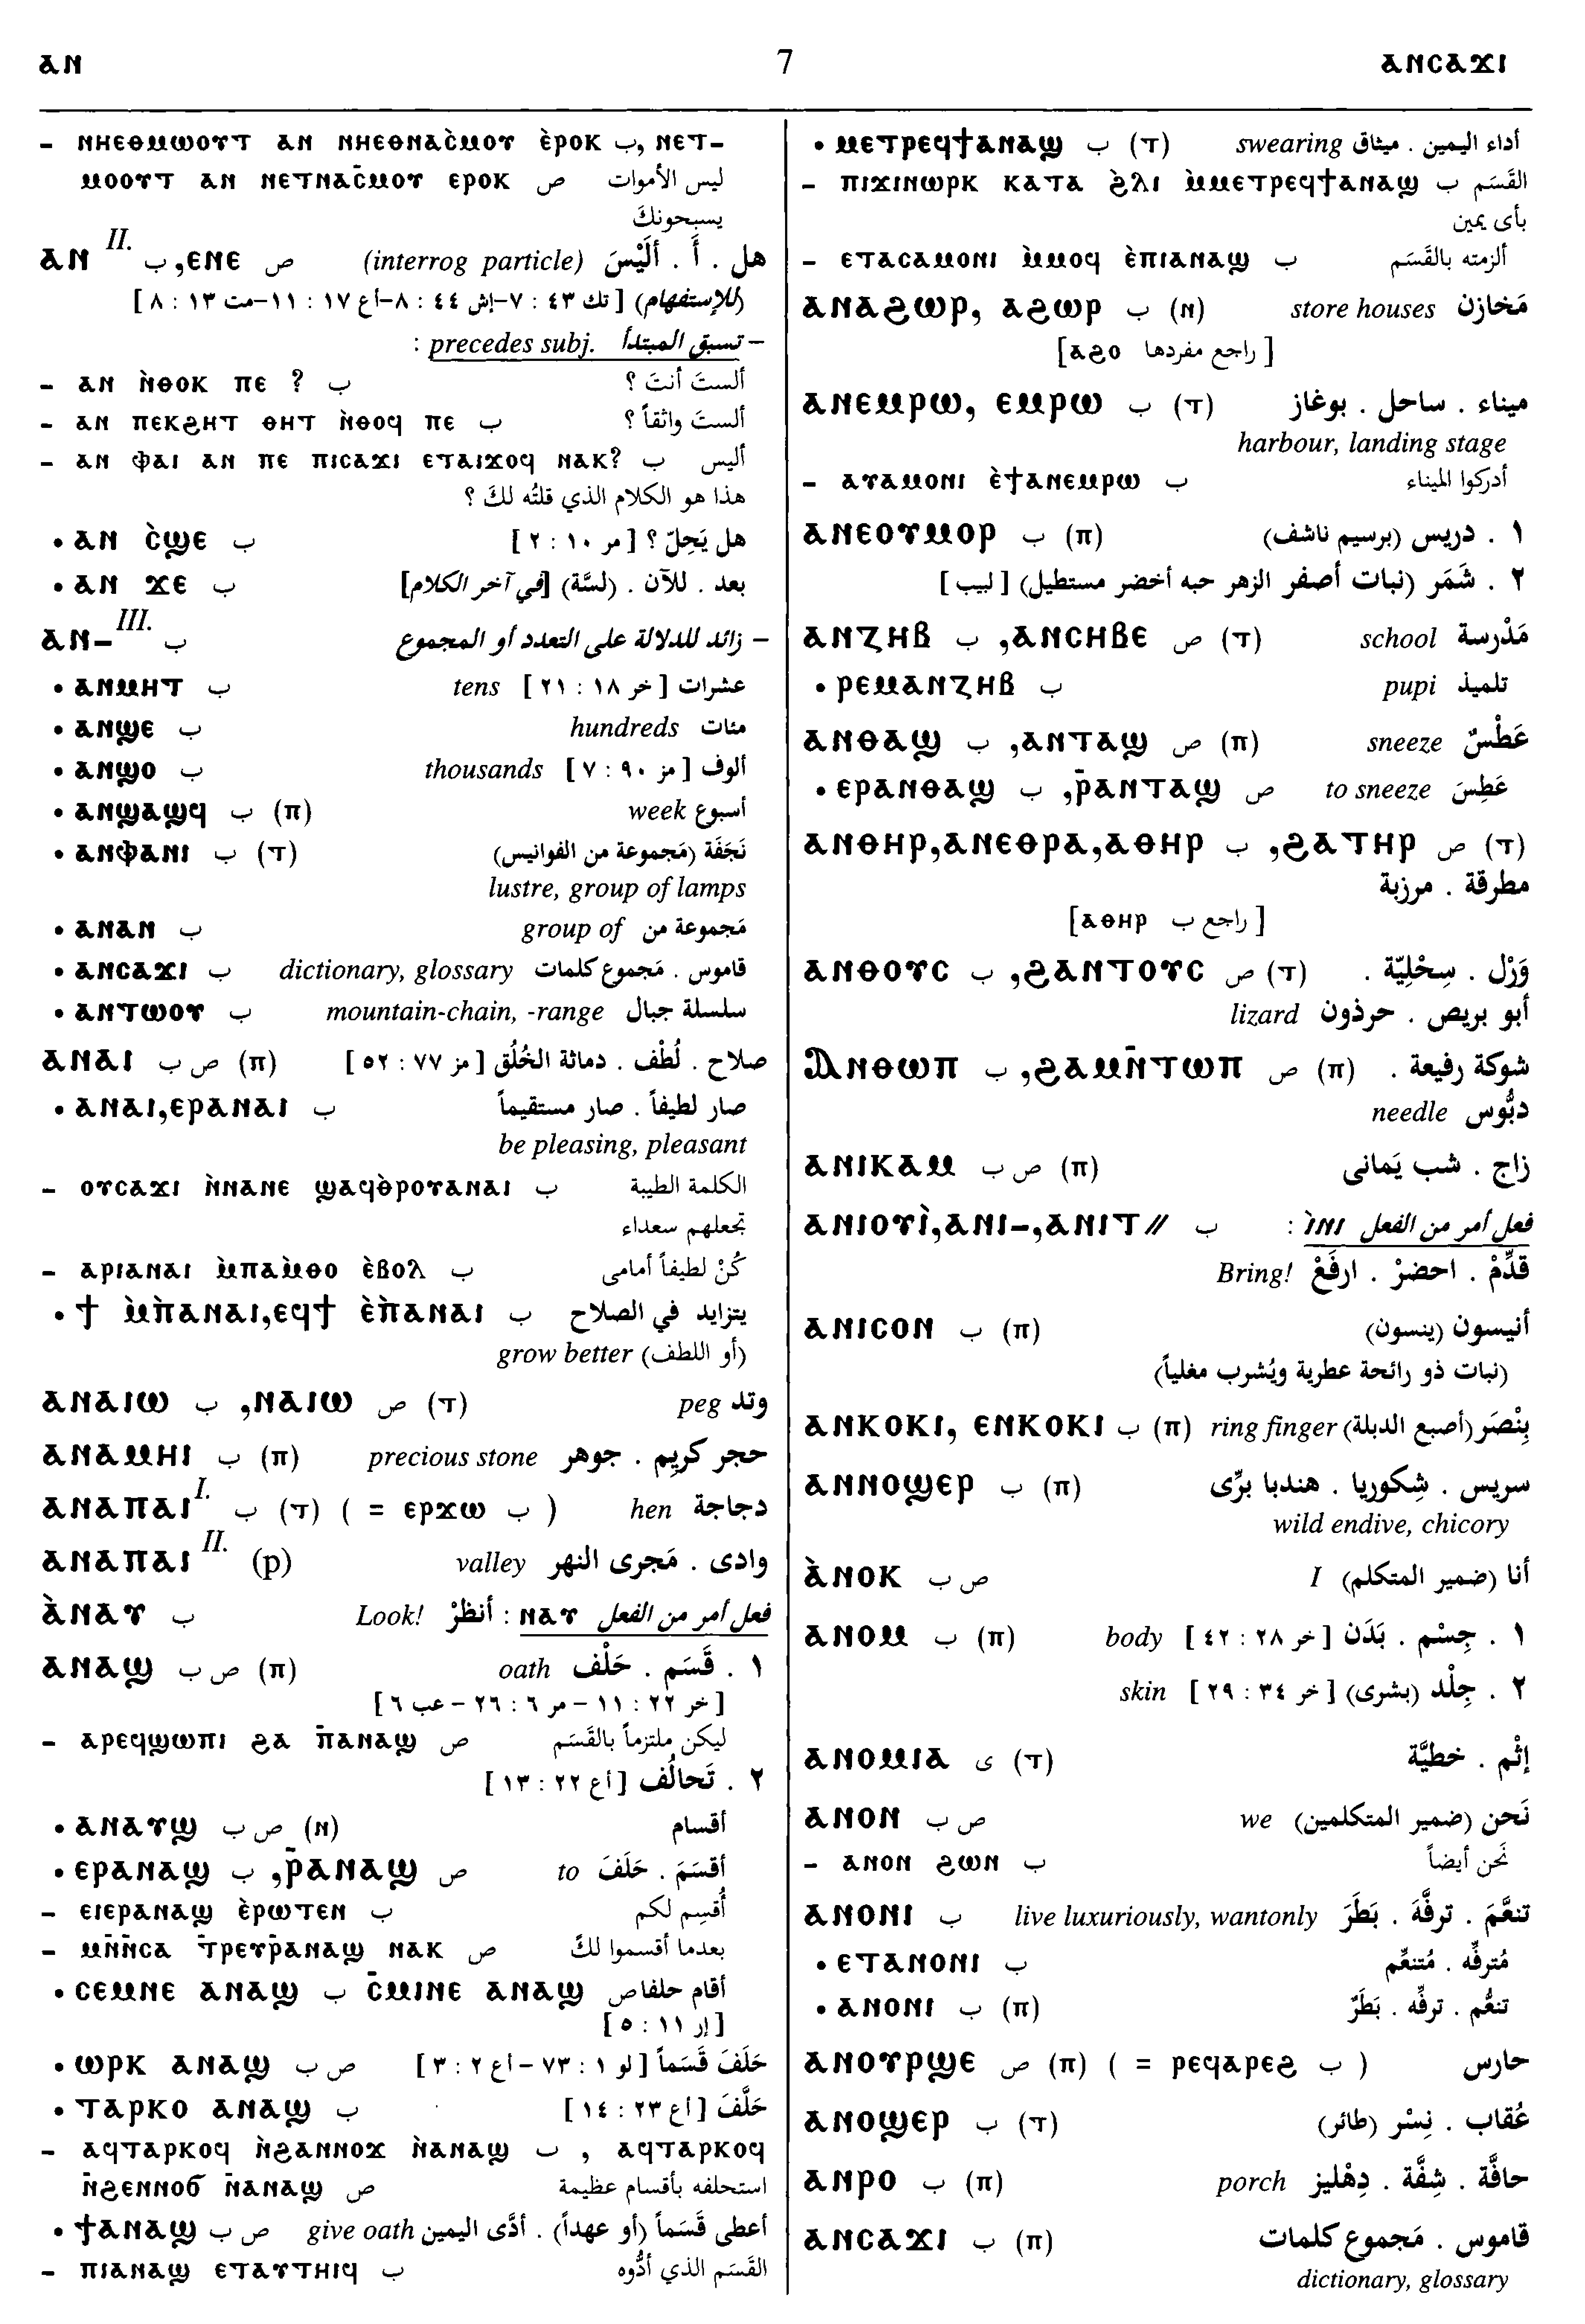 ⲁⲛ 7 ⲁⲛⲥⲁϫⲓ
- ⲛⲏⲉⲑⲙⲱⲟⲩⲧ ⲁⲛ ⲛⲏⲉⲑⲛⲁⲥ̀ⲙⲟⲩ ⲉ̀ⲣⲟⲕ ب, ⲛⲉⲧ-
ⲙⲟⲟⲩⲧ ⲁⲛ ⲛⲉⲧⲛⲁⲥ̄ⲙⲟⲩ ⲉⲣⲟⲕ ص ليس الأموات
يسبحونكَ
ⲁⲛ II. ب ,ⲉⲛⲉ ص (interrog particle) هل . أَ . ألَيْسَ
(للإستفهام) [تك ٤٣ : ٧-إش ٤٤ : ٨-أع ١٧ : ١١-مت ١٣ : ٨]
- تسبق المبتدأ precedes subj. :
- ⲁⲛ ⲛ̀ⲑⲟⲕ ⲡⲉ ? ب ألستَ أنتَ ؟
- ⲁⲛ ⲡⲉⲕϩⲏⲧ ⲑⲏⲧ ⲛ̀ⲑⲟϥ ⲡⲉ ب ألستَ واثقاً ؟
- ⲁⲛ ⲫⲁⲓ ⲁⲛ ⲡⲉ ⲡⲓⲥⲁϫⲓ ⲉⲧⲁⲓϫⲟϥ ⲛⲁⲕ? ب أليس
هذا هو الكلام الذي قلتُه لكَ ؟
• ⲁⲛ ⲥ̀ϣⲉ ب هل يَحِلّ ؟ [مر ١٠ : ٢]
• ⲁⲛ ϫⲉ ب بعد . للآن . (لسَّة) [في آخر الكلام]
ⲁⲛ- III. ب - زائد للدلالة على التعدد أو المجموع
• ⲁⲛⲙⲏⲧ ب tens عشرات [خر ١٨ : ٢١]
• ⲁⲛϣⲉ ب hundreds مئات
• ⲁⲛϣⲟ ب thousands ألوف [مز ٩٠ : ٧]
• ⲁⲛϣⲁϣϥ ب (ⲡ) week أسبوع
• ⲁⲛⲫⲁⲛⲓ ب (ⲧ) نَجَفَة (مَجموعة من الفوانيس)
lustre, group of lamps
• ⲁⲛⲁⲛ ب group of مَجموعة من
• ⲁⲛⲥⲁϫⲓ ب dictionary, glossary قاموس . مَجموع كلمات
• ⲁⲛⲧⲱⲟⲩ ب mountain-chain, -range سلسلة جبال
ⲁⲛⲁⲓ ص ب (ⲡ) صلاح . لُطْف . دماثة الخُلُق [مز ٧٧ : ٥٢]
• ⲁⲛⲁⲓ,ⲉⲣⲁⲛⲁⲓ ب صار لطيفاً . صار مستقيماً
be pleasing, pleasant
- ⲟⲩⲥⲁϫⲓ ⲛ̀ⲛⲁⲛⲉ ϣⲁϥⲑ̀ⲣⲟⲩⲁⲛⲁⲓ ب الكلمة الطيبة
تجعلهم سعداء
- ⲁⲣⲓⲁⲛⲁⲓ ⲙ̀ⲡⲁⲙ̀ⲑⲟ ⲉ̀ⲃⲟⲗ ب كُنْ لطيفاً أمامى
• ϯ ⲙ̀ⲡ̀ⲁⲛⲁⲓ,ⲉϥϯ ⲉ̀ⲡ̀ⲁⲛⲁⲓ ب يتزايد في الصلاح
(أو اللطف) grow better
ⲁⲛⲁⲓⲱ ب ,ⲛⲁⲓⲱ ص (ⲧ) peg وتد
ⲁⲛⲁⲙⲏⲓ ب (ⲡ) precious stone حجر كريم . جوهر
ⲁⲛⲁⲡⲁⲓ I. ب (ⲧ) ( = ⲉⲣϫⲱ ب ) hen دجاجة
ⲁⲛⲁⲡⲁⲓ II. (p) valley وادى . مَجرى النهر
ⲁ̀ⲛⲁⲩ ب Look! فعل أمر من الفعل ⲛⲁⲩ : أنظرْ
ⲁⲛⲁϣ ص ب (ⲡ) oath ١ . قَسَم . حَلْف
[خر ٢٢ : ١١ - مر ٦ : ٢٦ - عب ٦]
- ⲁⲣⲉϥϣⲱⲡⲓ ϩⲁ ⲡ̄ⲁⲛⲁϣ ص ليكن ملتزماً بالقَسَم
٢ . تَحالُف [أع ٢٢ : ١٣]
• ⲁⲛⲁⲩϣ ص ب (ⲛ) أقسام
• ⲉⲣⲁⲛⲁϣ ب ,ⲣ̄ⲁⲛⲁϣ ص to أقسَمَ . حَلَفَ
- ⲉⲓⲉⲣⲁⲛⲁϣ ⲉ̀ⲣⲱⲧⲉⲛ ب أُقسِم لكم
- ⲙⲛ̄ⲛ̄ⲥⲁ ⲧ̄ⲣⲉⲩⲣ̄ⲁⲛⲁϣ ⲛⲁⲕ ص بعدما أقسموا لكَ
• ⲥⲉⲙⲛⲉ ⲁⲛⲁϣ ب ⲥ̄ⲙⲓⲛⲉ ⲁⲛⲁϣ أقام حلفا ص
[إر ١١ : ٥]
• ⲱⲣⲕ ⲁⲛⲁϣ ص ب حَلَفَ قَسَماً [لو ١ : ٧٣ - أع ٢ : ٣]
• ⲧⲁⲣⲕⲟ ⲁⲛⲁϣ ب حَلَّفَ [أع ٢٣ : ١٤]
- ⲁϥⲧⲁⲣⲕⲟϥ ⲛ̀ϩⲁⲛⲛⲟϫ ⲛ̀ⲁⲛⲁϣ ب , ⲁϥⲧⲁⲣⲕⲟϥ
ⲛ̄ϩⲉⲛⲛⲟϭ ⲛ̄ⲁⲛⲁϣ ص استحلفه بأقسام عظيمة
• ϯⲁⲛⲁϣ ص ب give oath أعطى قَسَماً (أو عهداً) . أدَّى اليمين
- ⲡⲓⲁⲛⲁϣ ⲉⲧⲁⲩⲧⲏⲓϥ ب القَسَم الذي أدُّوه
• ⲙⲉⲧⲣⲉϥϯⲁⲛⲁϣ ب (ⲧ) swearing أداء اليمين . ميثاق
- ⲡⲓϫⲓⲛⲱⲣⲕ ⲕⲁⲧⲁ ϩ̀ⲗⲓ ⲙ̀ⲙⲉⲧⲣⲉϥϯⲁⲛⲁϣ ب القَسَم
بأى يمين
- ⲉⲧⲁⲥⲁⲙⲟⲛⲓ ⲙ̀ⲙⲟϥ ⲉ̀ⲡⲓⲁⲛⲁϣ ب ألزمته بالقَسَم
ⲁⲛⲁϩⲱⲣ, ⲁϩⲱⲣ ب (ⲛ) store houses مَخازن
[راجع مفردها ⲁϩⲟ]
ⲁⲛⲉⲙⲣⲱ, ⲉⲙⲣⲱ ب (ⲧ) ميناء . ساحل . بوغاز
harbour, landing stage
- ⲁⲩⲁⲙⲟⲛⲓ ⲉ̀ϯⲁⲛⲉⲙⲣⲱ ب أدركوا الميناء
ⲁⲛⲉⲟⲩⲙⲟⲣ ب (ⲡ) ١ . دريس (برسيم ناشف)
٢ . شَمَر (نبات أصفر الزهر حبه أخضر مستطيل) [لبيب]
ⲁⲛⲍⲏⲃ ب ,ⲁⲛⲥⲏⲃⲉ ص (ⲧ) school مَدْرسة
• ⲣⲉⲙⲁⲛⲍⲏⲃ ب pupi تلميذ
ⲁⲛⲑⲁϣ ب ,ⲁⲛⲧⲁϣ ص (ⲡ) sneeze عَطْسٌ
• ⲉⲣⲁⲛⲑⲁϣ ب ,ⲣ̄ⲁⲛⲧⲁϣ ص to sneeze عَطِسَ
ⲁⲛⲑⲏⲣ,ⲁⲛⲉⲑⲣⲁ,ⲁⲑⲏⲣ ب ,ϩⲁⲧⲏⲣ ص (ⲧ)
مطرقة . مرزبة
[راجع ب ⲁⲑⲏⲣ]
ⲁⲛⲑⲟⲩⲥ ب ,ϩⲁⲛⲧⲟⲩⲥ ص (ⲧ) وَرَل . سِحْلِيّة .
أبو بريص . حرذون lizard
ⲁⲛⲑⲱⲡ ب ,ϩⲁⲙⲛ̄ⲧⲱⲡ ص (ⲡ) شوكة رفيعة .
دبُّوس needle
ⲁⲛⲓⲕⲁⲙ ص ب (ⲡ) زاج . شب يَمانى
ⲁⲛⲓⲟⲩⲓ̀,ⲁⲛⲓ-,ⲁⲛⲓⲧ// ب فعل أمر من الفعل ⲓ̀ⲛⲓ :
قدِّمْ . احضرْ . ارفَعْ Bring!
ⲁⲛⲓⲥⲟⲛ ب (ⲡ) أنيسون (ينسون)
(نبات ذو رائحة عطرية ويُشرب مغلياً)
ⲁⲛⲕⲟⲕⲓ, ⲉⲛⲕⲟⲕⲓ ب (ⲡ) ring finger بِنْصَر(أصبع الدبلة)
ⲁⲛⲛⲟϣⲉⲣ ب (ⲡ) سريس . شِكوريا . هندبا برِّى
wild endive, chicory
ⲁ̀ⲛⲟⲕ ص ب I أنا (ضمير المتكلم)
ⲁⲛⲟⲙ ب (ⲡ) body ١ . جِسْم . بَدَن [خر ٢٨ : ٤٢]
skin ٢ . جِلْد (بشرى) [خر ٣٤ : ٢٩]
ⲁⲛⲟⲙⲓⲁ ى (ⲧ) إثْم . خطيَّة
ⲁⲛⲟⲛ ص ب we نَحن (ضمير المتكلمين)
- ⲁⲛⲟⲛ ϩⲱⲛ ب نَحن أيضاً
ⲁⲛⲟⲛⲓ ب live luxuriously, wantonly تنعَّمَ . ترفَّهَ . بَطَرَ
• ⲉⲧⲁⲛⲟⲛⲓ ب مُترفِّه . مُتنعِّم
• ⲁⲛⲟⲛⲓ ب (ⲡ) تنعُّم . ترفُّه . بَطَرٌ
ⲁⲛⲟⲩⲣϣⲉ ص (ⲡ) ( = ⲣⲉϥⲁⲣⲉϩ ب ) حارس
ⲁⲛⲟϣⲉⲣ ب (ⲧ) عُقاب . نِسْر (طائر)
ⲁⲛⲣⲟ ب (ⲡ) porch حافَّة . شِفَّة . دِهْليز
ⲁⲛⲥⲁϫⲓ ب (ⲡ) قاموس . مَجموع كلمات
dictionary, glossary